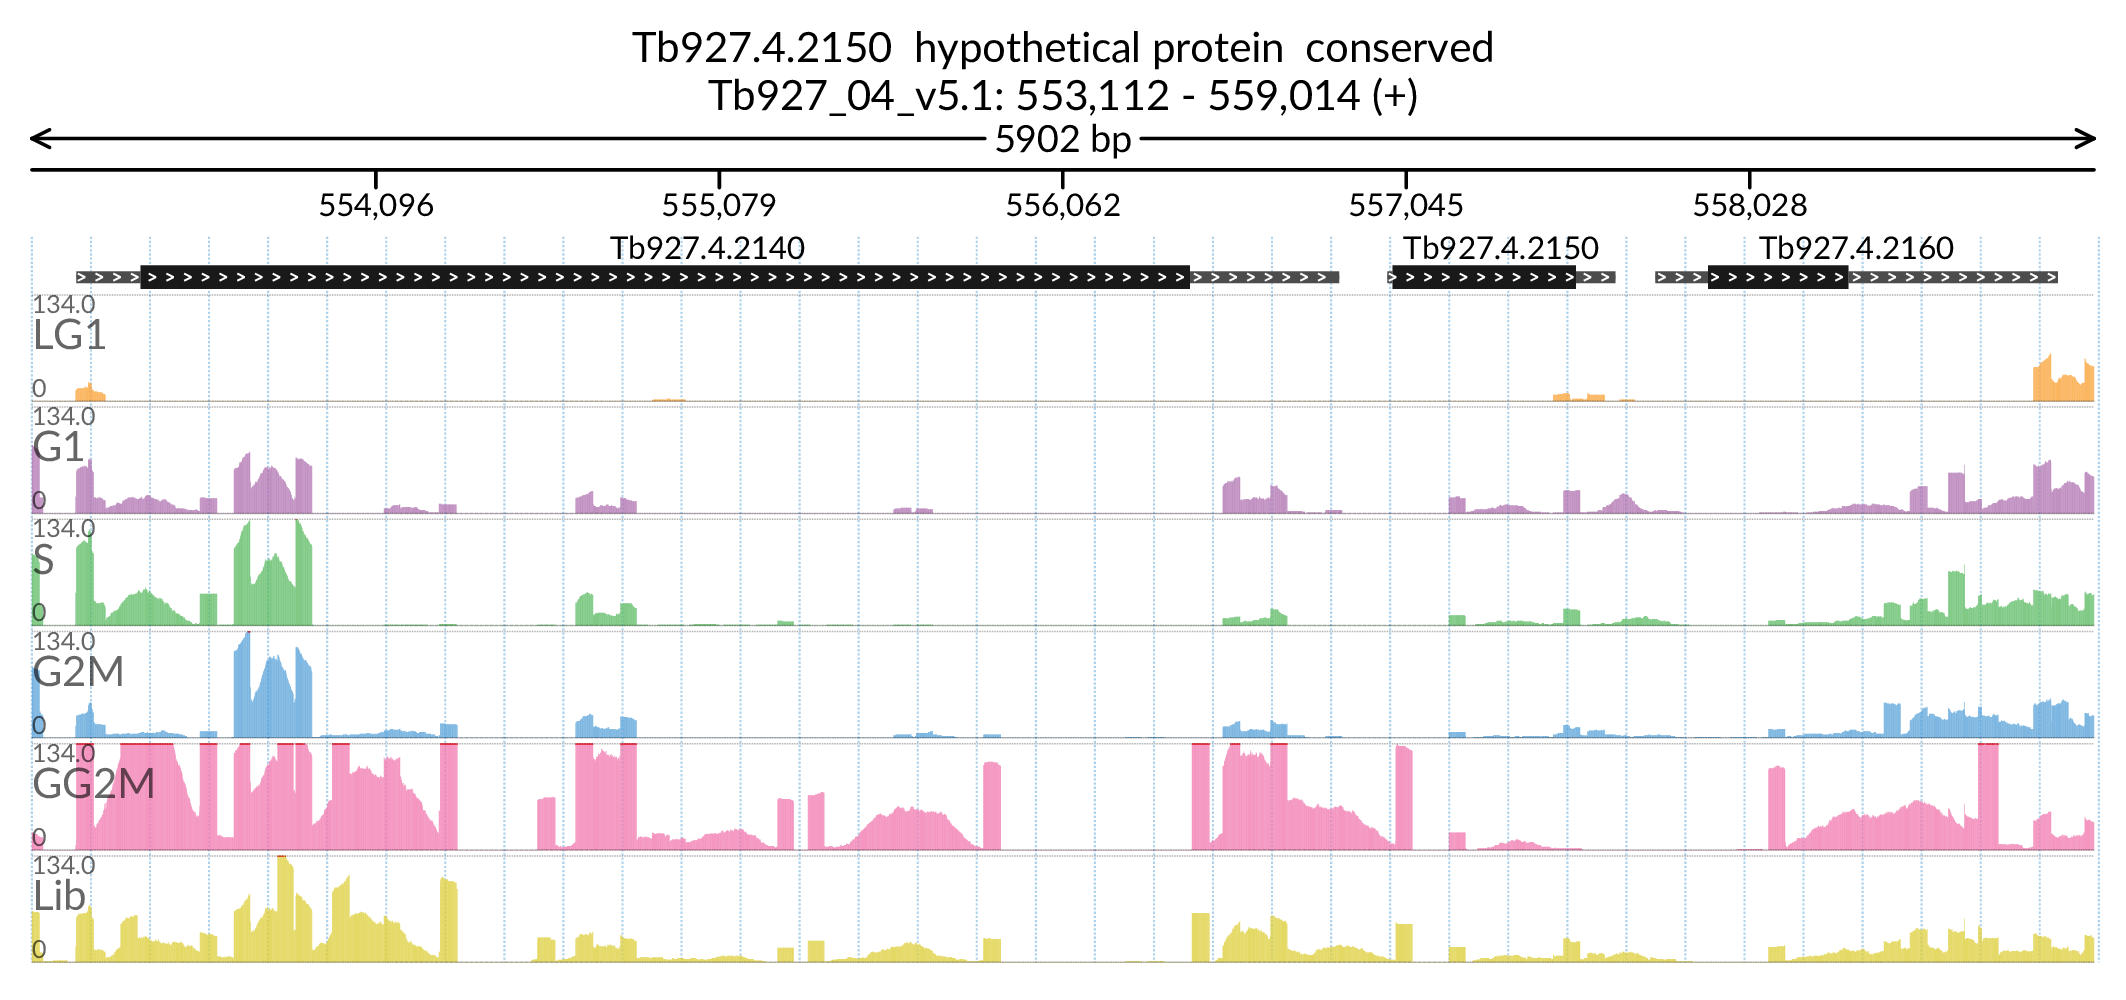 Tb927.4.2150  hypothetical protein  conserved
Tb927_04_v5.1: 553,112 - 559,014 (+)
5902 bp
554,096 555,079 556,062 557,045 558,028
Tb927.4.2140 Tb927.4.2150 Tb927.4.2160
134.0
LG1
0
134.0
G1
0
134.0
S
0
134.0
G2M
0
134.0
GG2M
0
134.0
Lib
0